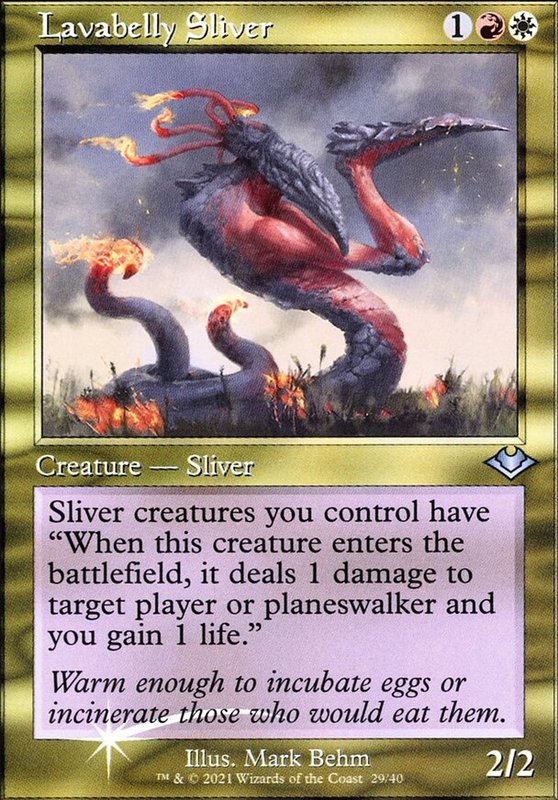 Lavabelly Sliver 1
Creature — Sliver
Sliver creatures you control have
“When this creature enters the
battlefield, it deals 1 damage to
target player or planeswalker and
you gain 1 life.”
Warm enough to incubate eggs or
incinerate those who would eat them.
Illus. Mark Behm
™ & © 2021 Wizards of the Coast 29/40
2/2